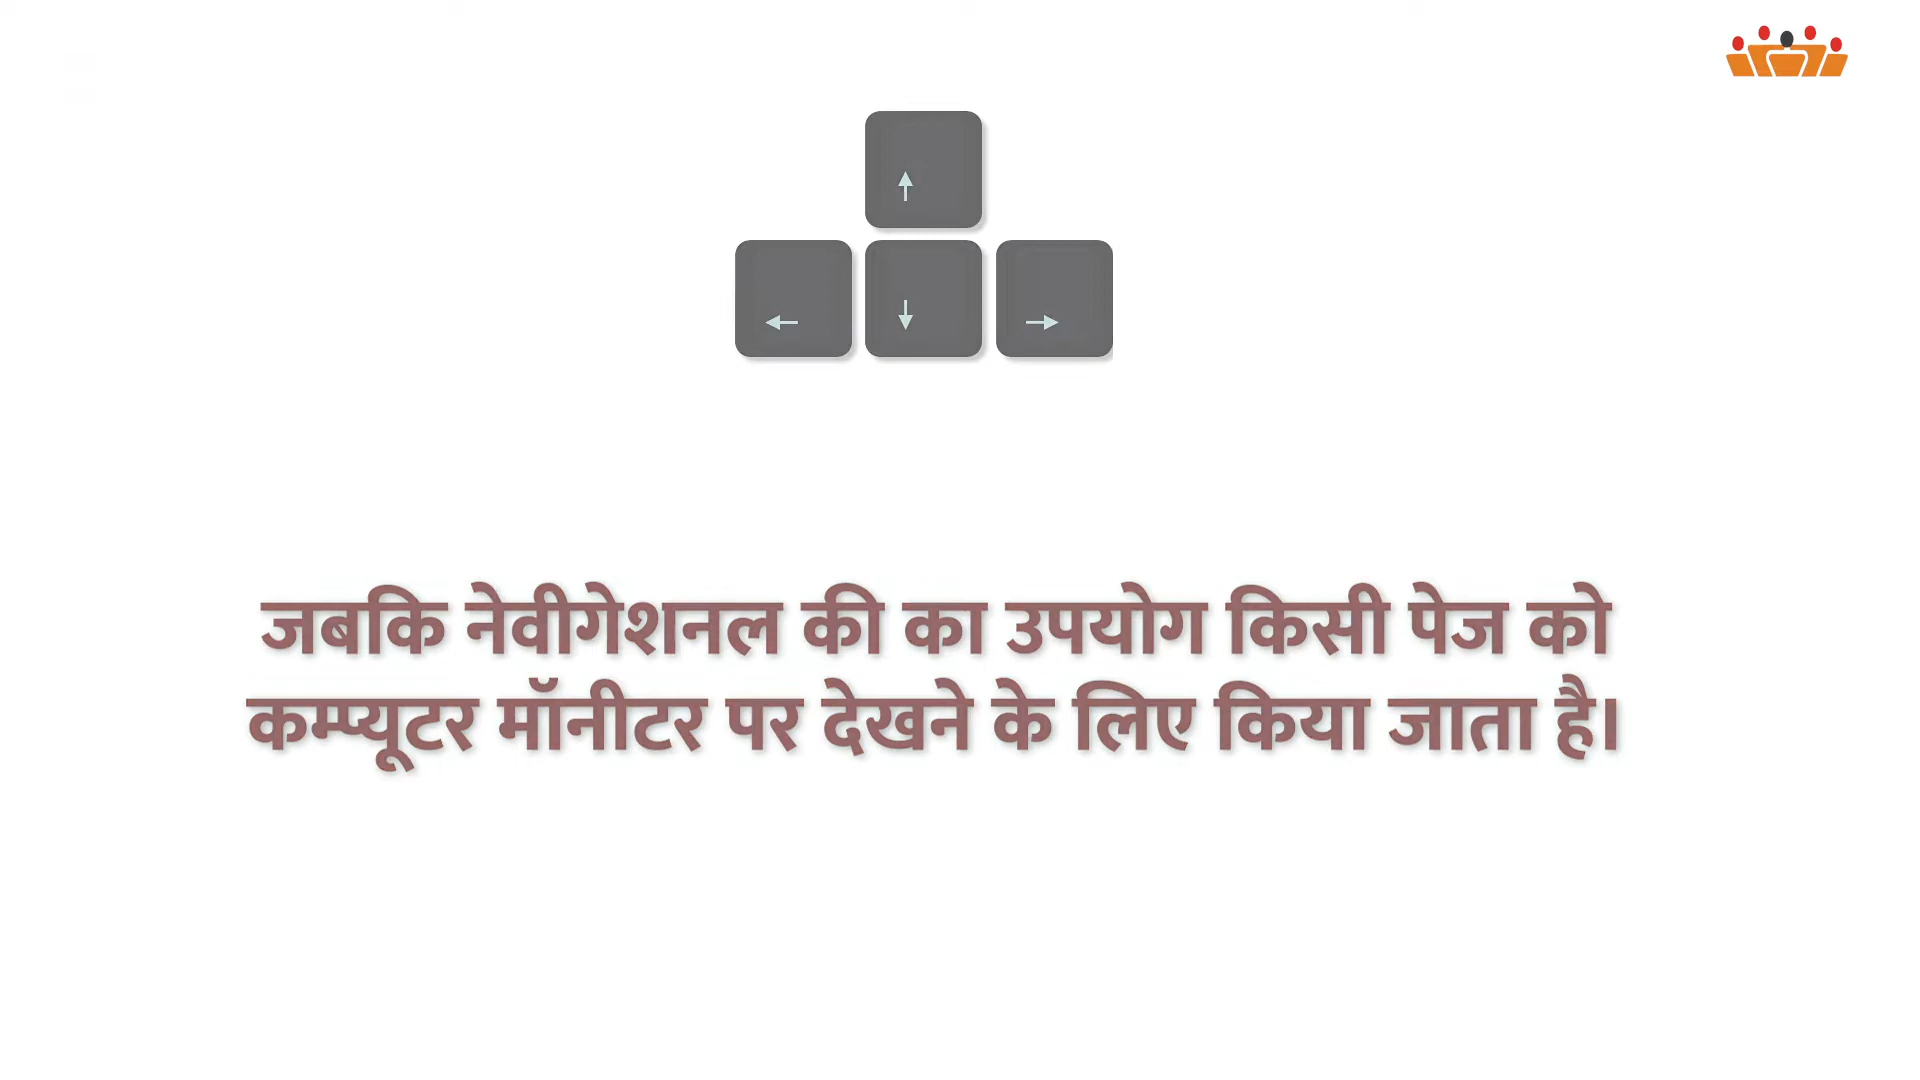 जबकि नेवीगेशनल की का उपयोग किसी पेज को
कम्प्यूटर मॉनीटर पर देखने के लिए किया जाता है।